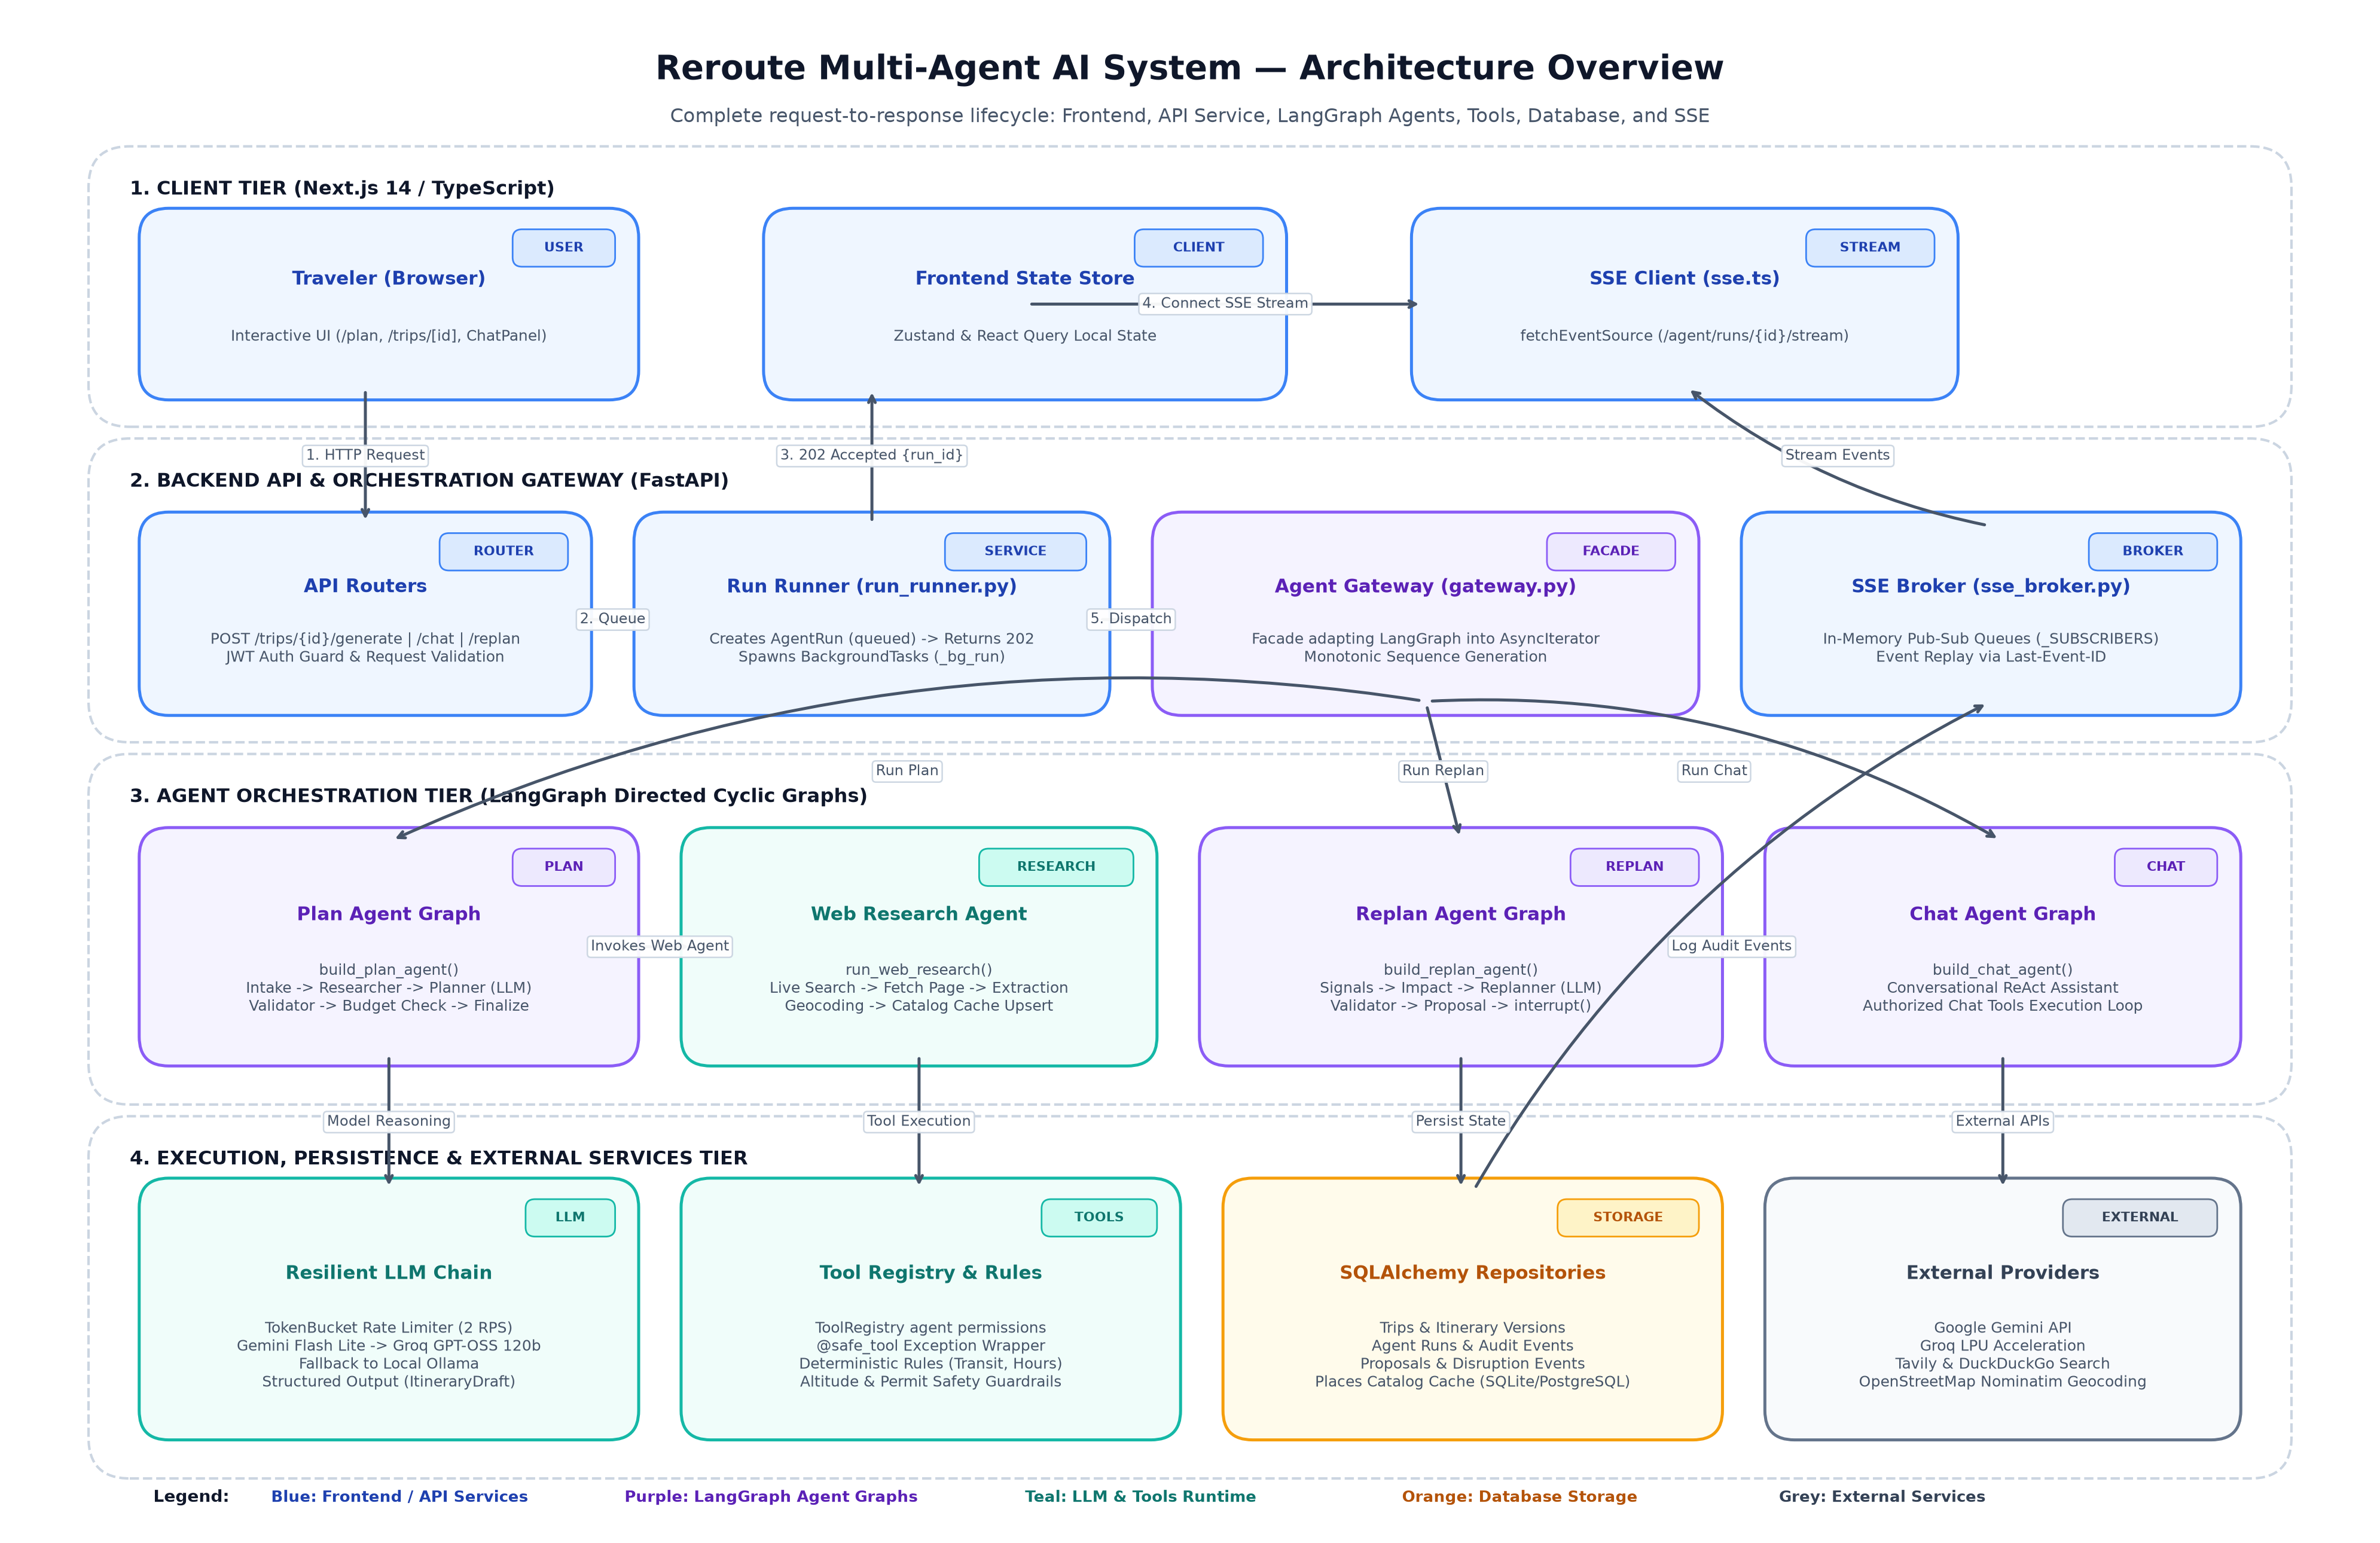 Reroute Multi-Agent AI System — Architecture Overview
Complete request-to-response lifecycle: Frontend, API Service, LangGraph Agents, Tools, Database, and SSE
1. CLIENT TIER (Next.js 14 / TypeScript)
USER
Traveler (Browser)
Interactive UI (/plan, /trips/[id], ChatPanel)
CLIENT
Frontend State Store
4. Connect SSE Stream
Zustand & React Query Local State
STREAM
SSE Client (sse.ts)
fetchEventSource (/agent/runs/{id}/stream)
1. HTTP Request
3. 202 Accepted {run_id}
Stream Events
2. BACKEND API & ORCHESTRATION GATEWAY (FastAPI)
ROUTER
API Routers
POST /trips/{id}/generate | /chat | /replan
JWT Auth Guard & Request Validation
2. Queue
SERVICE
Run Runner (run_runner.py)
Creates AgentRun (queued) -> Returns 202
Spawns BackgroundTasks (_bg_run)
5. Dispatch
FACADE
Agent Gateway (gateway.py)
Facade adapting LangGraph into AsyncIterator
Monotonic Sequence Generation
BROKER
SSE Broker (sse_broker.py)
In-Memory Pub-Sub Queues (_SUBSCRIBERS)
Event Replay via Last-Event-ID
Run Plan
Run Replan
Run Chat
3. AGENT ORCHESTRATION TIER (LangGraph Directed Cyclic Graphs)
PLAN
Plan Agent Graph
build_plan_agent()
Intake -> Researcher -> Planner (LLM)
Validator -> Budget Check -> Finalize
Invokes Web Agent
RESEARCH
Web Research Agent
run_web_research()
Live Search -> Fetch Page -> Extraction
Geocoding -> Catalog Cache Upsert
REPLAN
Replan Agent Graph
build_replan_agent()
Signals -> Impact -> Replanner (LLM)
Validator -> Proposal -> interrupt()
Log Audit Events
CHAT
Chat Agent Graph
build_chat_agent()
Conversational ReAct Assistant
Authorized Chat Tools Execution Loop
Model Reasoning
Tool Execution
Persist State
External APIs
4. EXECUTION, PERSISTENCE & EXTERNAL SERVICES TIER
LLM
Resilient LLM Chain
TokenBucket Rate Limiter (2 RPS)
Gemini Flash Lite -> Groq GPT-OSS 120b
Fallback to Local Ollama
Structured Output (ItineraryDraft)
TOOLS
Tool Registry & Rules
ToolRegistry agent permissions
@safe_tool Exception Wrapper
Deterministic Rules (Transit, Hours)
Altitude & Permit Safety Guardrails
STORAGE
SQLAlchemy Repositories
Trips & Itinerary Versions
Agent Runs & Audit Events
Proposals & Disruption Events
Places Catalog Cache (SQLite/PostgreSQL)
EXTERNAL
External Providers
Google Gemini API
Groq LPU Acceleration
Tavily & DuckDuckGo Search
OpenStreetMap Nominatim Geocoding
Legend:
Blue: Frontend / API Services
Purple: LangGraph Agent Graphs
Teal: LLM & Tools Runtime
Orange: Database Storage
Grey: External Services